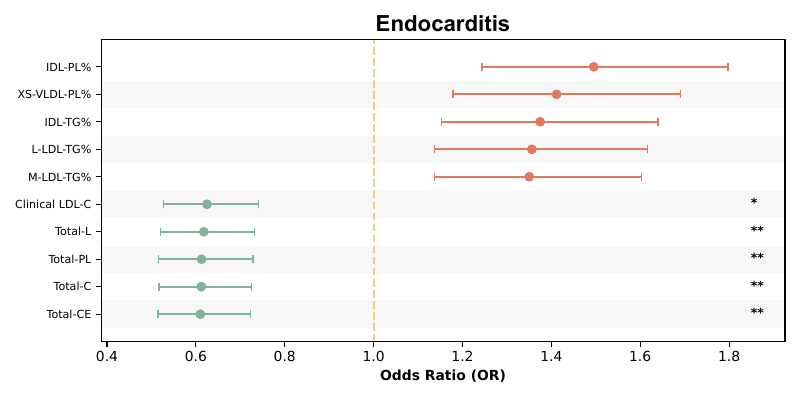 Endocarditis
IDL-PL%
XS-VLDL-PL%
IDL-TG%
L-LDL-TG%
M-LDL-TG%
Clinical LDL-C *
Total-L **
Total-PL **
Total-C **
Total-CE **
0.4 0.6 0.8 1.0 1.2 1.4 1.6 1.8
Odds Ratio (OR)